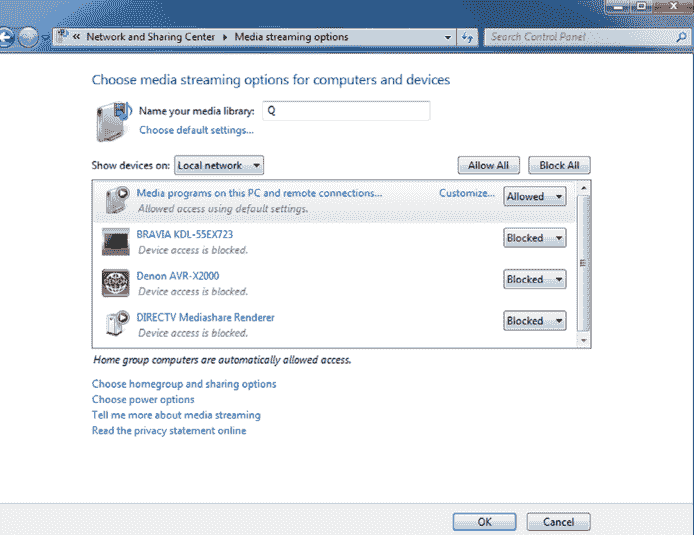 « Network and Sharing Center ▸ Media streaming options
Search Control Panel
Choose media streaming options for computers and devices
Name your media library: Q
Choose default settings...
Show devices on: Local network
Allow All
Block All
Media programs on this PC and remote connections... Customize... Allowed
Allowed access using default settings.
BRAVIA KDL-55EX723 Blocked
Device access is blocked.
Denon AVR-X2000 Blocked
Device access is blocked.
DIRECTV Mediashare Renderer Blocked
Device access is blocked.
Home group computers are automatically allowed access.
Choose homegroup and sharing options
Choose power options
Tell me more about media streaming
Read the privacy statement online
OK
Cancel